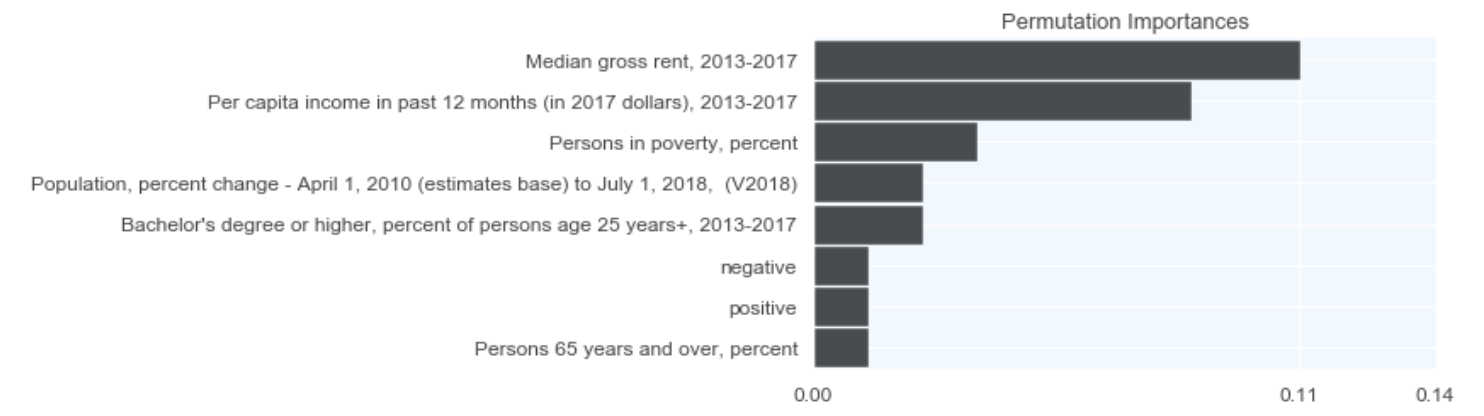 Permutation Importances
Median gross rent, 2013-2017
Per capita income in past 12 months (in 2017 dollars), 2013-2017
Persons in poverty, percent
Population, percent change - April 1, 2010 (estimates base) to July 1, 2018,  (V2018)
Bachelor's degree or higher, percent of persons age 25 years+, 2013-2017
negative
positive
Persons 65 years and over, percent
0.00 0.11 0.14